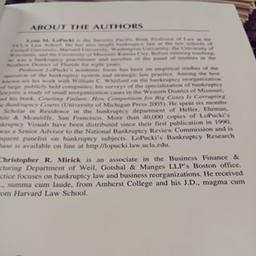 ABOUT THE AUTHORS
Lynn M. LoPucki is the Security Pacific Bank Professor of Law at the
UCLA Law School. He has also taught bankruptcy law at the law schools of
Harvard University, Washington University, the University of
and the University of Missouri-Kansas City. Before entering teaching,
he was a bankruptcy practitioner and member of the panel of trustees in the
Southern District of Florida for eight years.
Professor LoPucki's academic focus has been on empirical studies of the
operation of the bankruptcy system and strategic law practice. Among the best
known are his work with William C. Whitford on the bankruptcy reorganization
of large, publicly held companies, his surveys of the specialization of bankruptcy
lawyers, a study of small reorganization cases in the Western District of Missouri,
and his book, Courting Failure: How Competition for Big Cases Is Corrupting
the Bankruptcy Courts (University of Michigan Press 2005). He spent six months
Scholar in Residence in the bankruptcy department of Heller, Ehrman,
White & Mcauliffe, San Francisco. More than 40,000 copies of LoPucki's
Bankruptcy Visuals have been distributed since their first publication in 1990.
was a Senior Advisor to the National Bankruptcy Review Commission and is
frequent panelist on bankruptcy subjects. LoPucki's Bankruptcy Research
base is available on line at http://lopucki.law.ucla.edu.
Christopher R. Mirick is an associate in the Business Finance &
cturing Department of Weil, Gotshal & Manges LLP's Boston office.
ctice focuses on bankruptcy law and business reorganizations. He received
., summa cum laude, from Amherst College and his J.D., magna cum
rom Harvard Law School.